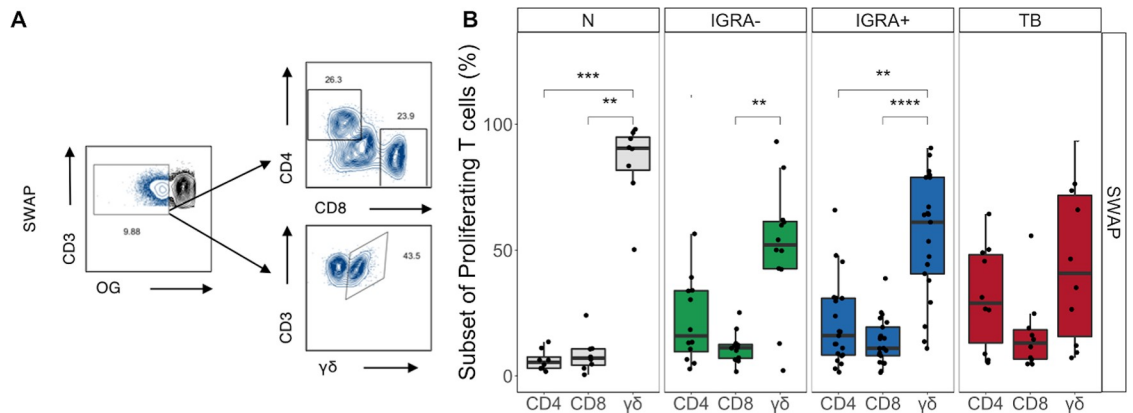 A
SWAP
CD3
9.88
OG
CD4
26.3
23.9
CD8
CD3
43.5
γδ
B
N
IGRA-
IGRA+
TB
Subset of Proliferating T cells (%)
100
50
0
***
**
**
**
****
CD4
CD8
γδ
CD4
CD8
γδ
CD4
CD8
γδ
CD4
CD8
γδ
SWAP